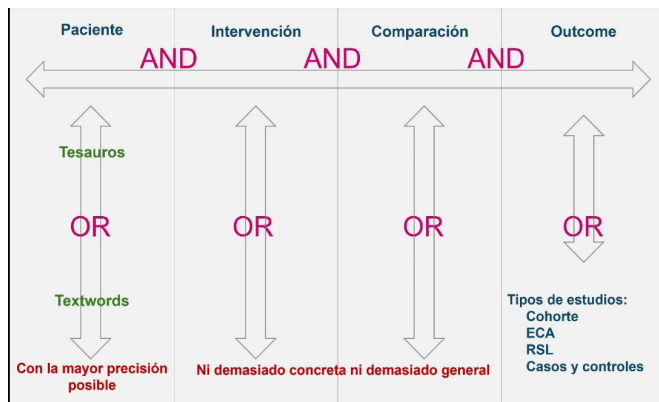 Paciente
Intervención
Comparación
Outcome
AND
AND
AND
Tesauros
OR
OR
OR
OR
Textwords
Tipos de estudios:
Cohorte
ECA
RSL
Casos y controles
Con la mayor precisión
posible
Ni demasiado concreta ni demasiado general